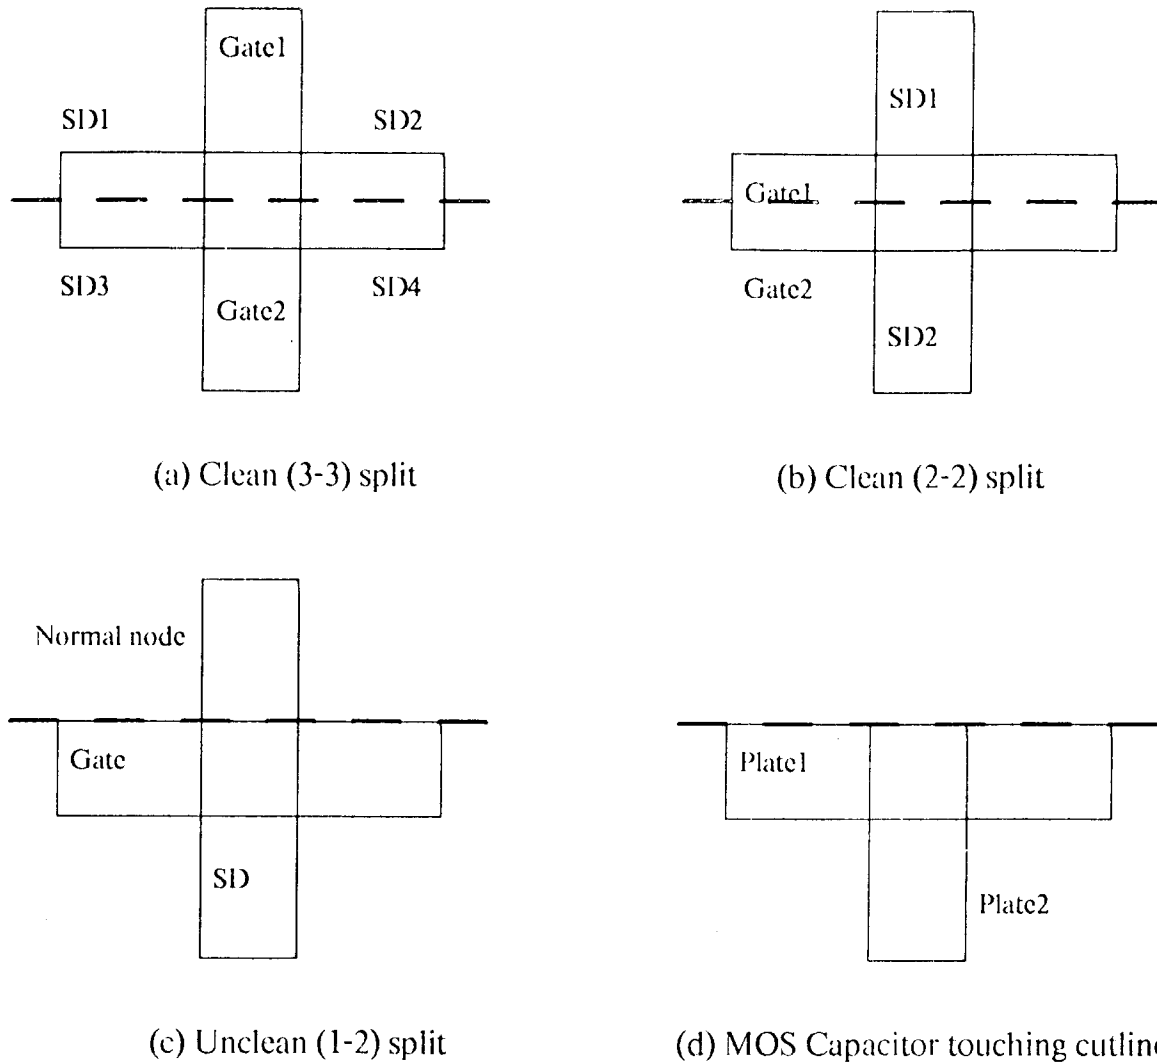 Gate1
SD1
SD2
SD3
Gate2
SD4
(a) Clean (3-3) split
SD1
Gate1
Gate2
SD2
(b) Clean (2-2) split
Normal node
Gate
SD
(c) Unclean (1-2) split
Plate1
Plate2
(d) MOS Capacitor touching cutline